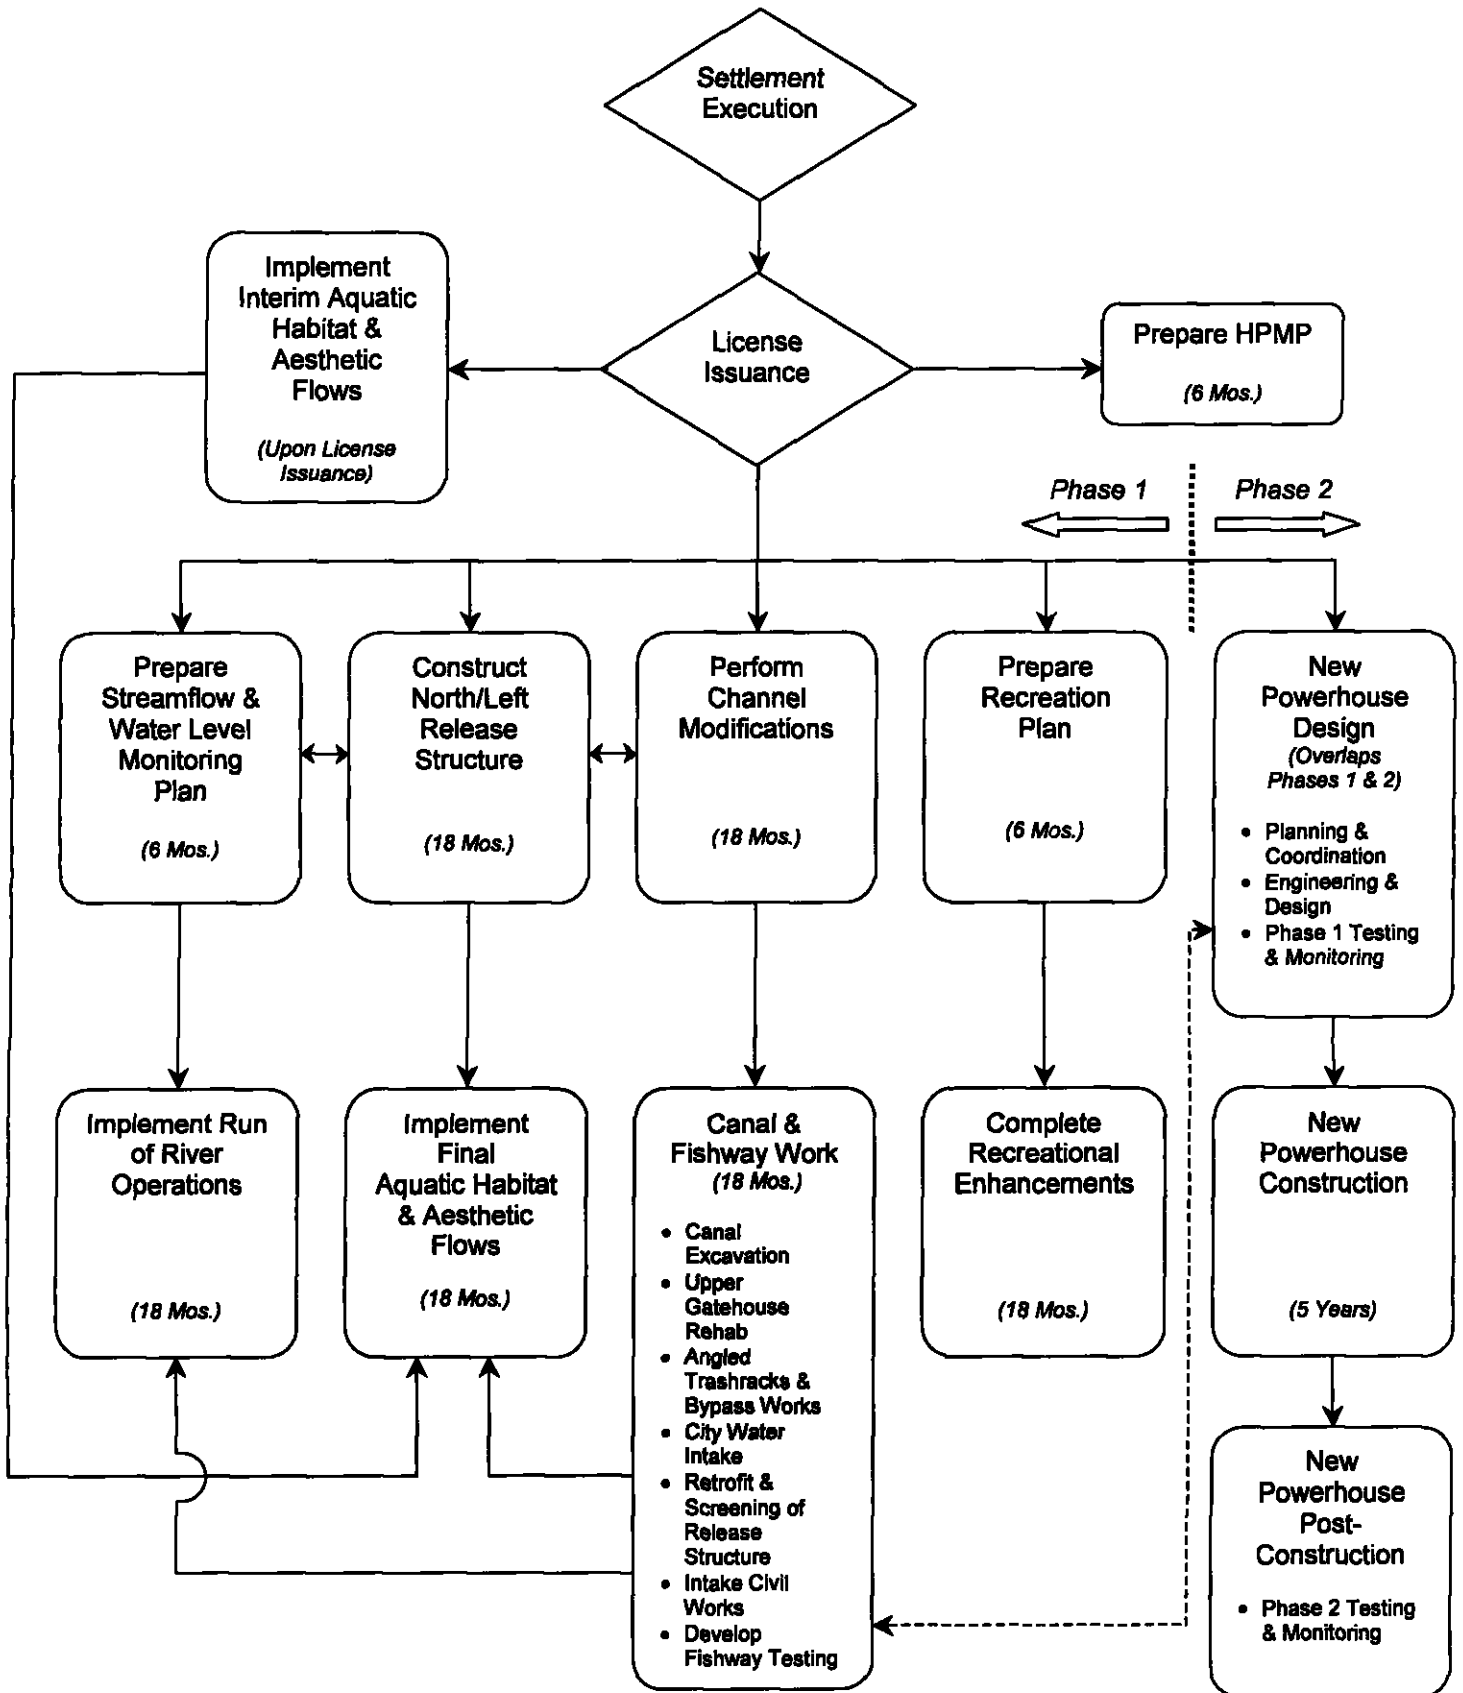 Settlement
Execution
Implement
Interim Aquatic
Habitat &
Aesthetic
Flows
(Upon License
Issuance)
License
Issuance
Prepare HPMP
(6 Mos.)
Phase 1
Phase 2
Prepare
Streamflow &
Water Level
Monitoring
Plan
(6 Mos.)
Construct
North/Left
Release
Structure
(18 Mos.)
Perform
Channel
Modifications
(18 Mos.)
Prepare
Recreation
Plan
(6 Mos.)
New
Powerhouse
Design
(Overlaps
Phases 1 & 2)
• Planning &
Coordination
• Engineering &
Design
• Phase 1 Testing
& Monitoring
Implement Run
of River
Operations
(18 Mos.)
Implement
Final
Aquatic Habitat
& Aesthetic
Flows
(18 Mos.)
Canal &
Fishway Work
(18 Mos.)
• Canal
Excavation
• Upper
Gatehouse
Rehab
• Angled
Trashracks &
Bypass Works
• City Water
Intake
• Retrofit &
Screening of
Release
Structure
• Intake Civil
Works
• Develop
Fishway Testing
Complete
Recreational
Enhancements
(18 Mos.)
New
Powerhouse
Construction
(5 Years)
New
Powerhouse
Post-
Construction
• Phase 2 Testing
& Monitoring